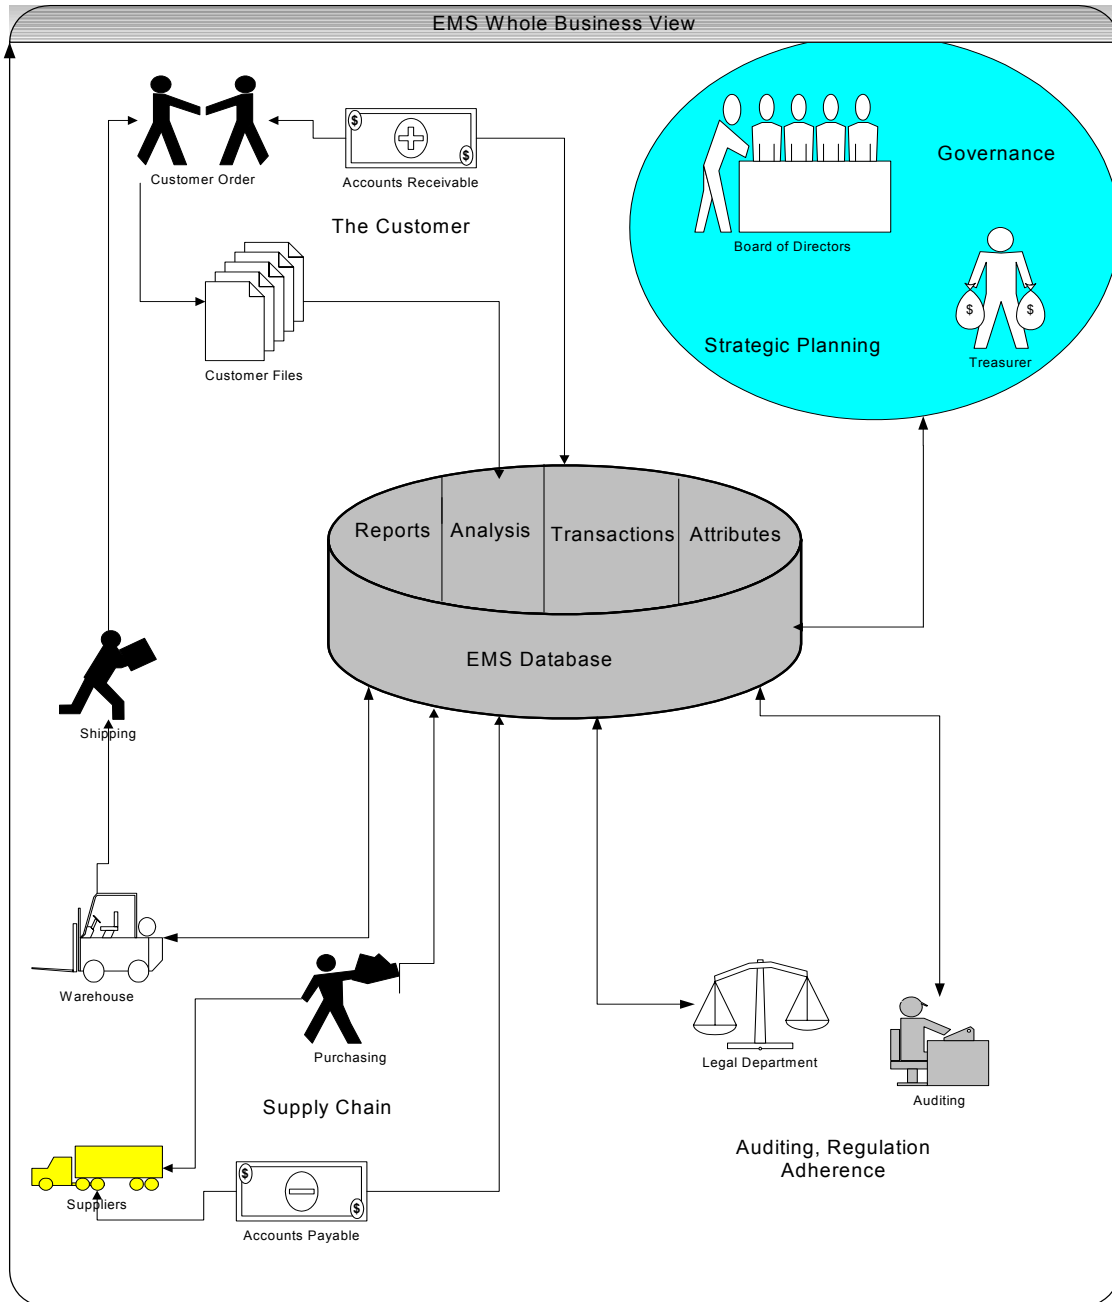 EMS Whole Business View
Customer Order
Accounts Receivable
$
$
The Customer
Customer Files
Governance
Board of Directors
$
$
Strategic Planning
Treasurer
Reports
Analysis
Transactions
Attributes
EMS Database
Shipping
Warehouse
Purchasing
Supply Chain
Legal Department
Auditing
Auditing, Regulation
Adherence
Suppliers
$
$
Accounts Payable